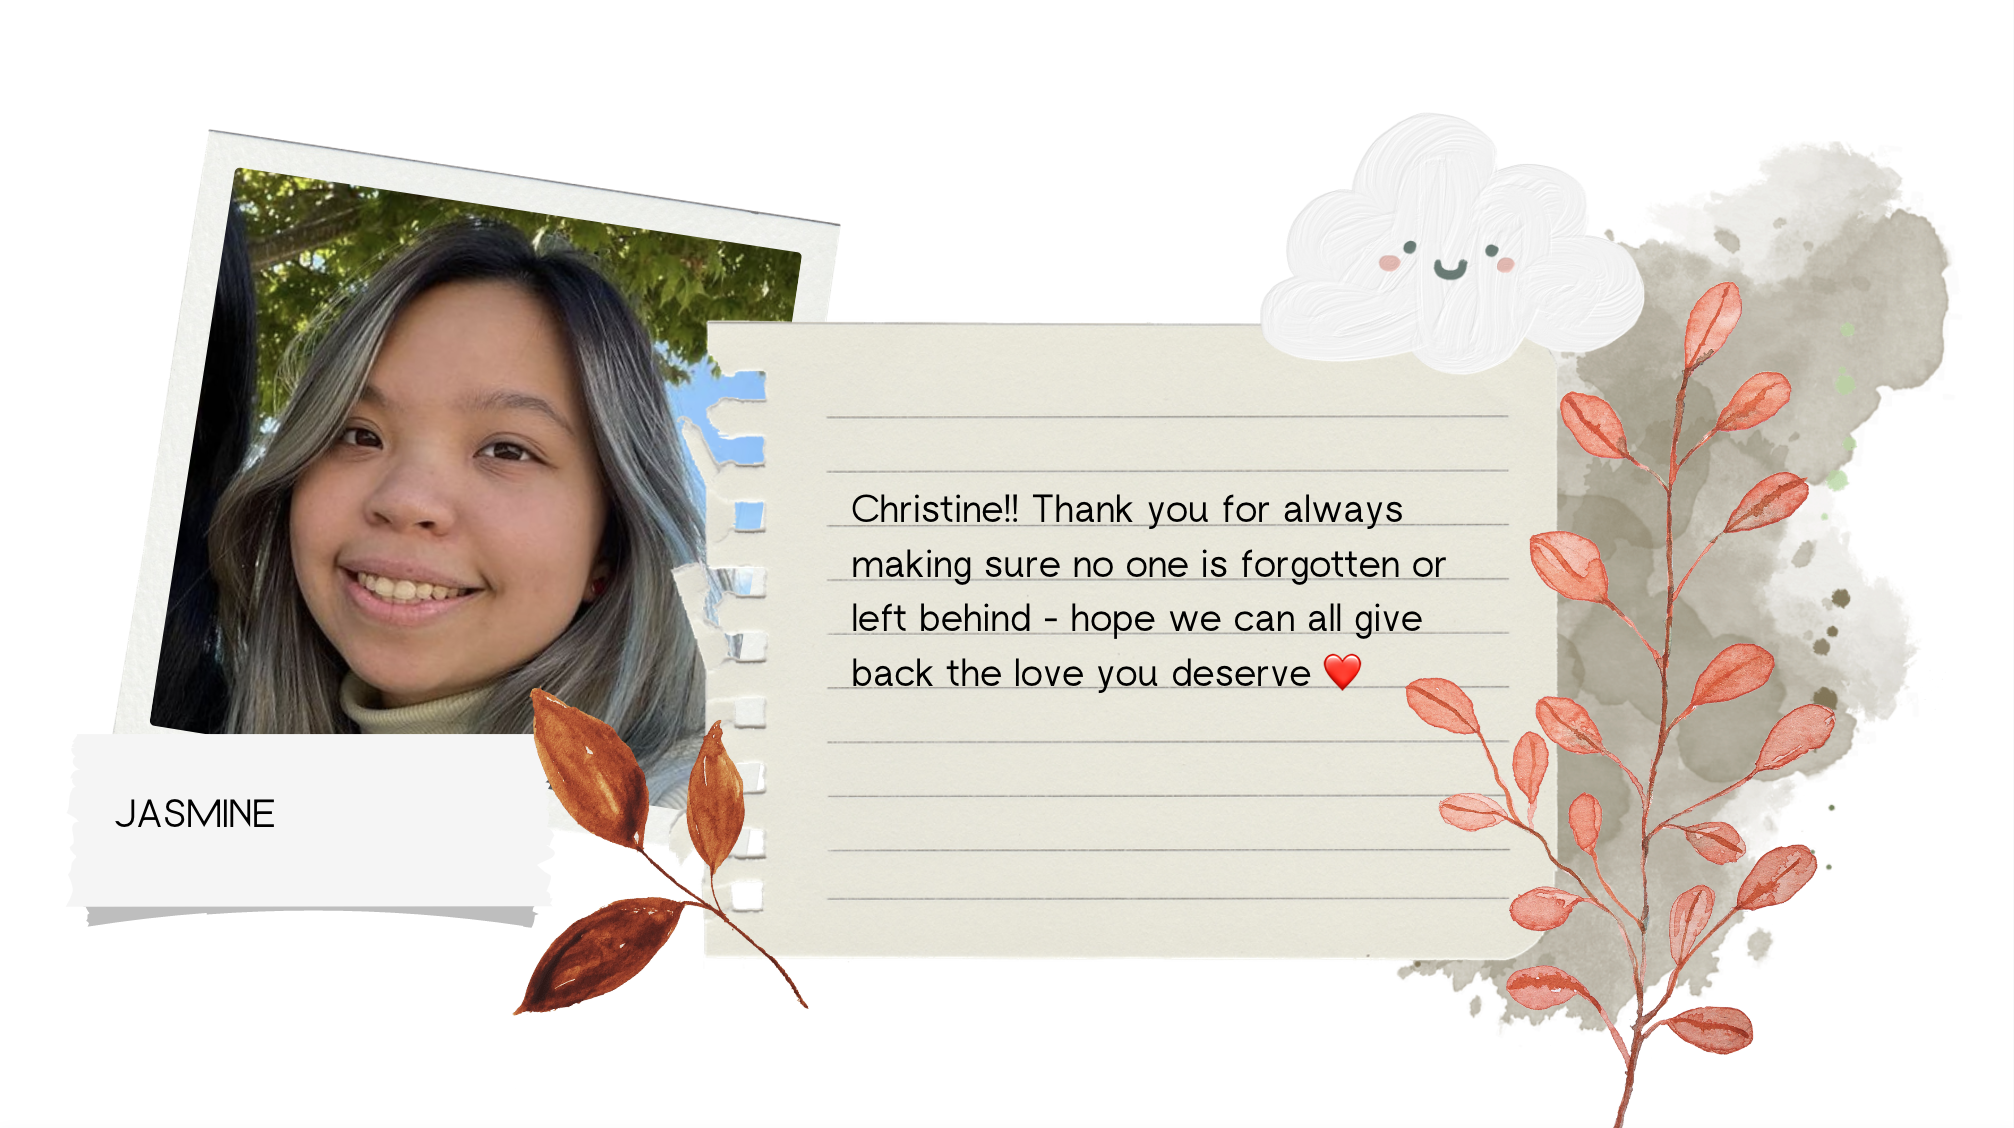 JASMINE
Christine!! Thank you for always
making sure no one is forgotten or
left behind - hope we can all give
back the love you deserve ❤️